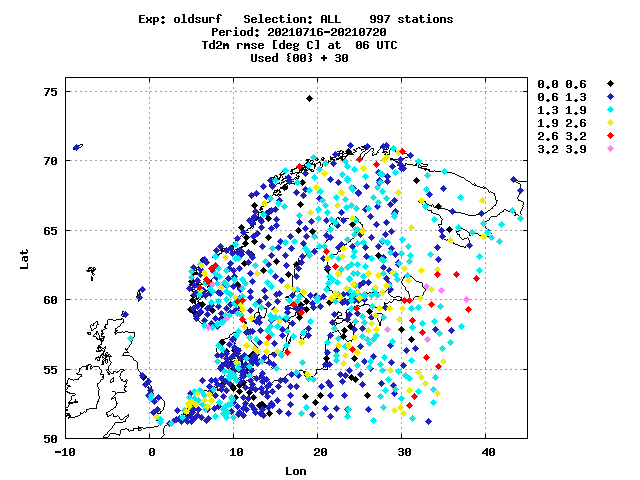 Exp: oldsurf   Selection: ALL    997 stations
Period: 20210716-20210720
Td2m rmse [deg C] at  06 UTC
Used {00} + 30
0.0 0.6
0.6 1.3
1.3 1.9
1.9 2.6
2.6 3.2
3.2 3.9
75
70
65
60
55
50
Lat
-10 0 10 20 30 40
Lon